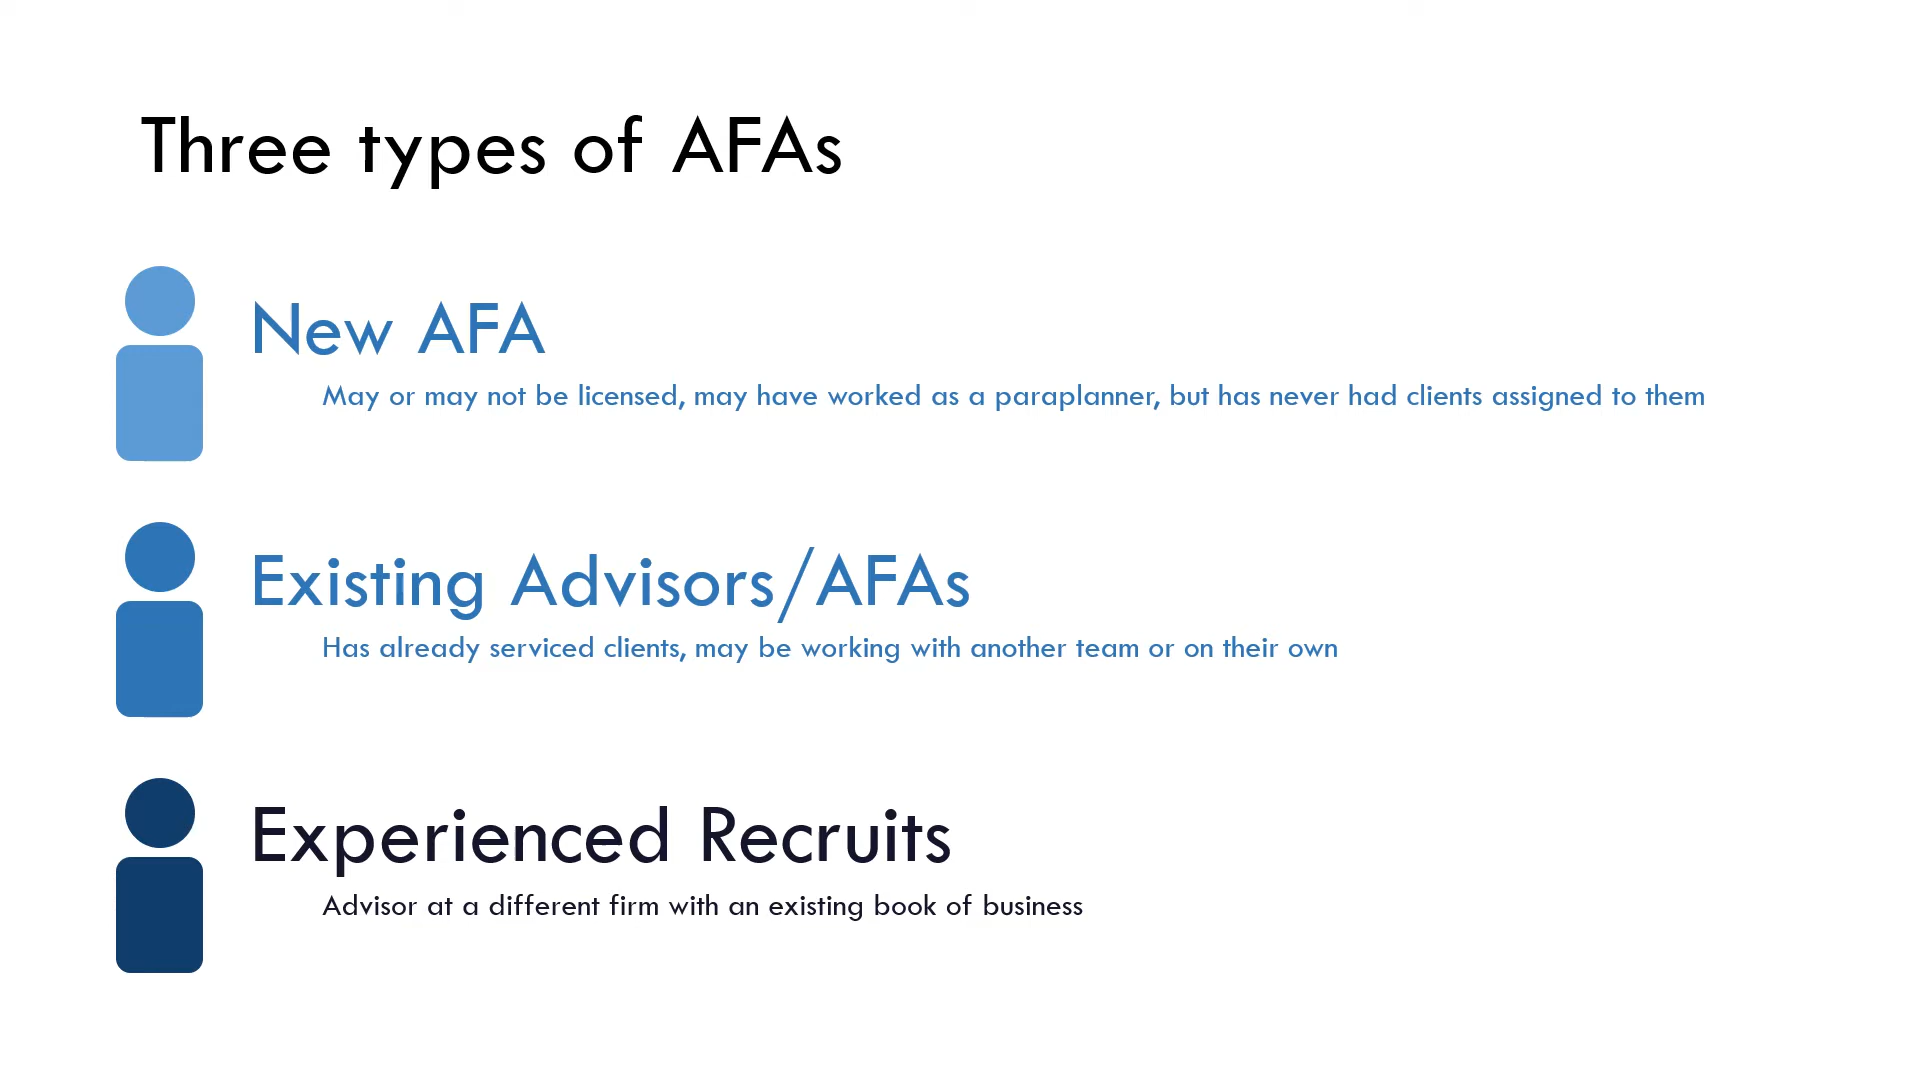 Three types of AFAs
New AFA
May or may not be licensed, may have worked as a paraplanner, but has never had clients assigned to them
Existing Advisors/AFAs
Has already serviced clients, may be working with another team or on their own
Experienced Recruits
Advisor at a different firm with an existing book of business